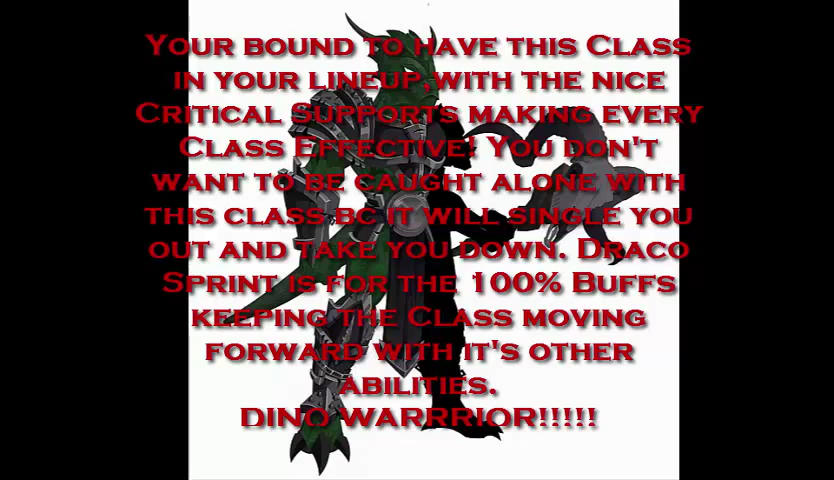 Your bound to have this Class
in your lineup,with the nice
Critical Supports making every
Class Effective! You don't
want to be caught alone with
this class bc it will single you
out and take you down. Draco
Sprint is for the 100% Buffs
keeping the Class moving
forward with it's other
abilities.
DINO WARRRIOR!!!!!